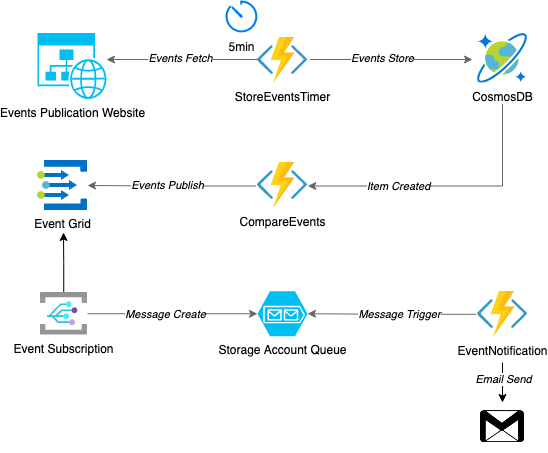 5min
Events Fetch
Events Store
Events Publication Website
StoreEventsTimer
CosmosDB
Events Publish
Item Created
Event Grid
CompareEvents
Message Create
Message Trigger
Event Subscription
Storage Account Queue
EventNotification
Email Send